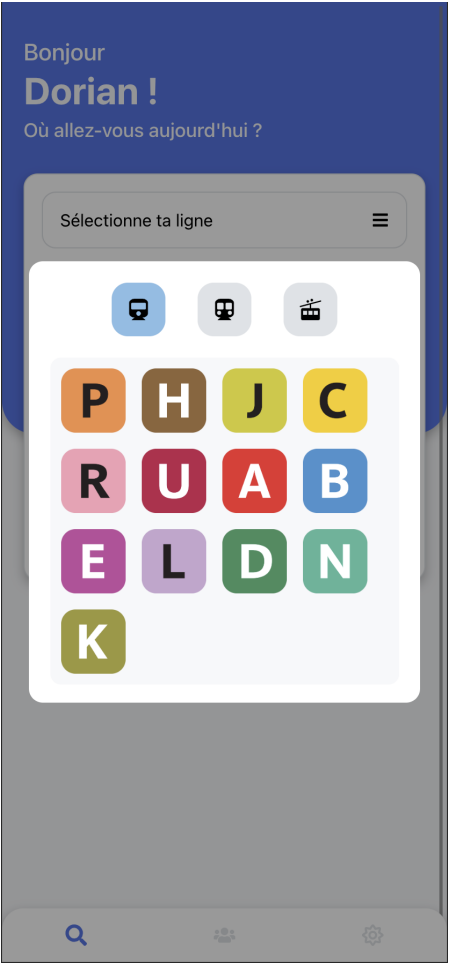 Bonjour
Dorian !
Où allez-vous aujourd'hui ?
Sélectionne ta ligne
P H J C
R U A B
E L D N
K